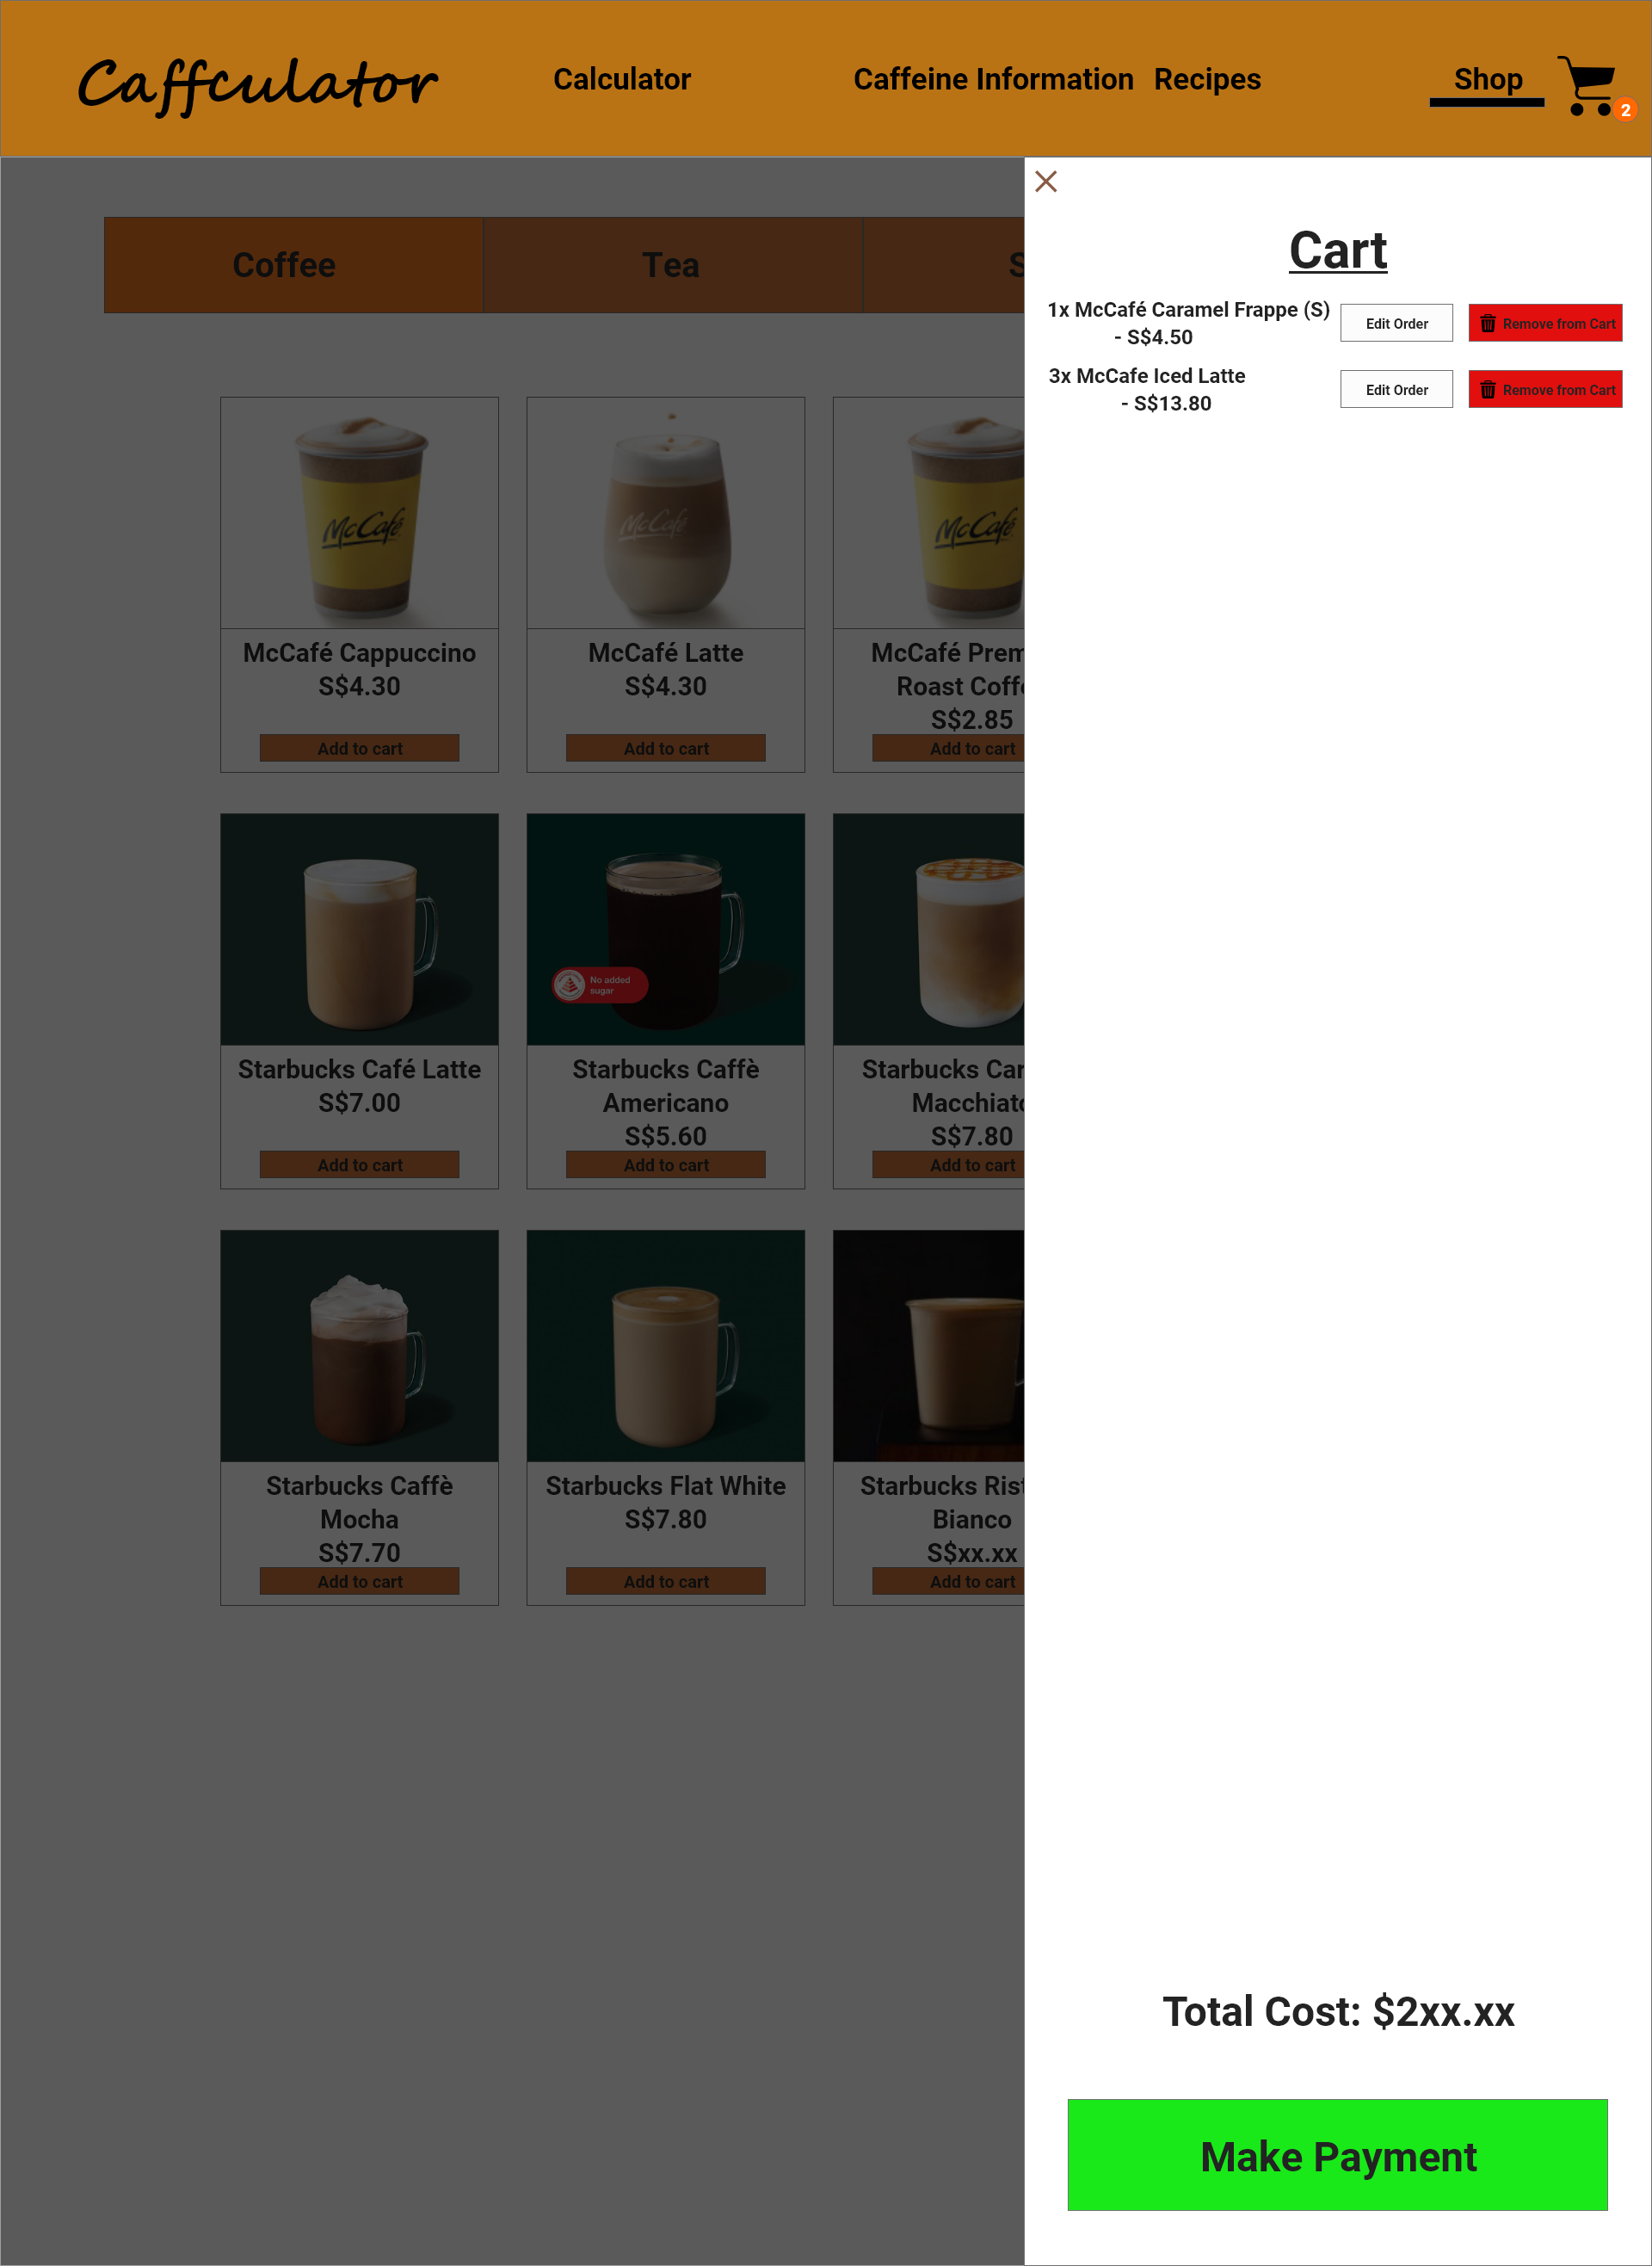 Caffculator
Calculator
Caffeine Information
Recipes
Shop
2
Coffee
Tea
S
Cart
1x McCafé Caramel Frappe (S)
- S$4.50
Edit Order
Remove from Cart
3x McCafe Iced Latte
- S$13.80
Edit Order
Remove from Cart
McCafé
McCafé
McCafé
McCafé Cappuccino
S$4.30
Add to cart
McCafé Latte
S$4.30
Add to cart
McCafé Prem
Roast Coff
S$2.85
Add to cart
No added
sugar
Starbucks Café Latte
S$7.00
Add to cart
Starbucks Caffè
Americano
S$5.60
Add to cart
Starbucks Car
Macchiato
S$7.80
Add to cart
Starbucks Caffè
Mocha
S$7.70
Add to cart
Starbucks Flat White
S$7.80
Add to cart
Starbucks Rist
Bianco
S$xx.xx
Add to cart
Total Cost: $2xx.xx
Make Payment